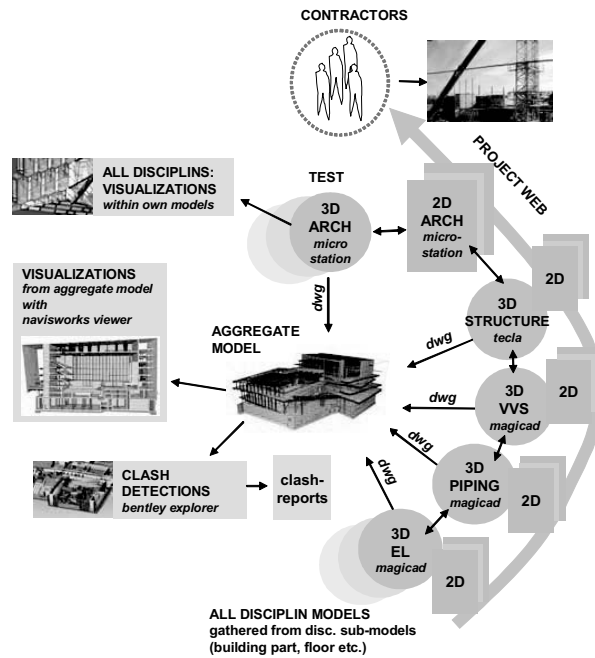 CONTRACTORS
PROJECT WEB
TEST
ALL DISCIPLINS:
VISUALIZATIONS
within own models
3D
ARCH
micro
station
2D
ARCH
micro-
station
2D
3D
STRUCTURE
tecla
VISUALIZATIONS
from aggregate model
with
navisworks viewer
dwg
AGGREGATE
MODEL
dwg
2D
3D
VVS
magicad
dwg
dwg
3D
PIPING
magicad
2D
CLASH
DETECTIONS
bentley explorer
clash-
reports
dwg
3D
EL
magicad
2D
ALL DISCIPLIN MODELS
gathered from disc. sub-models
(building part, floor etc.)